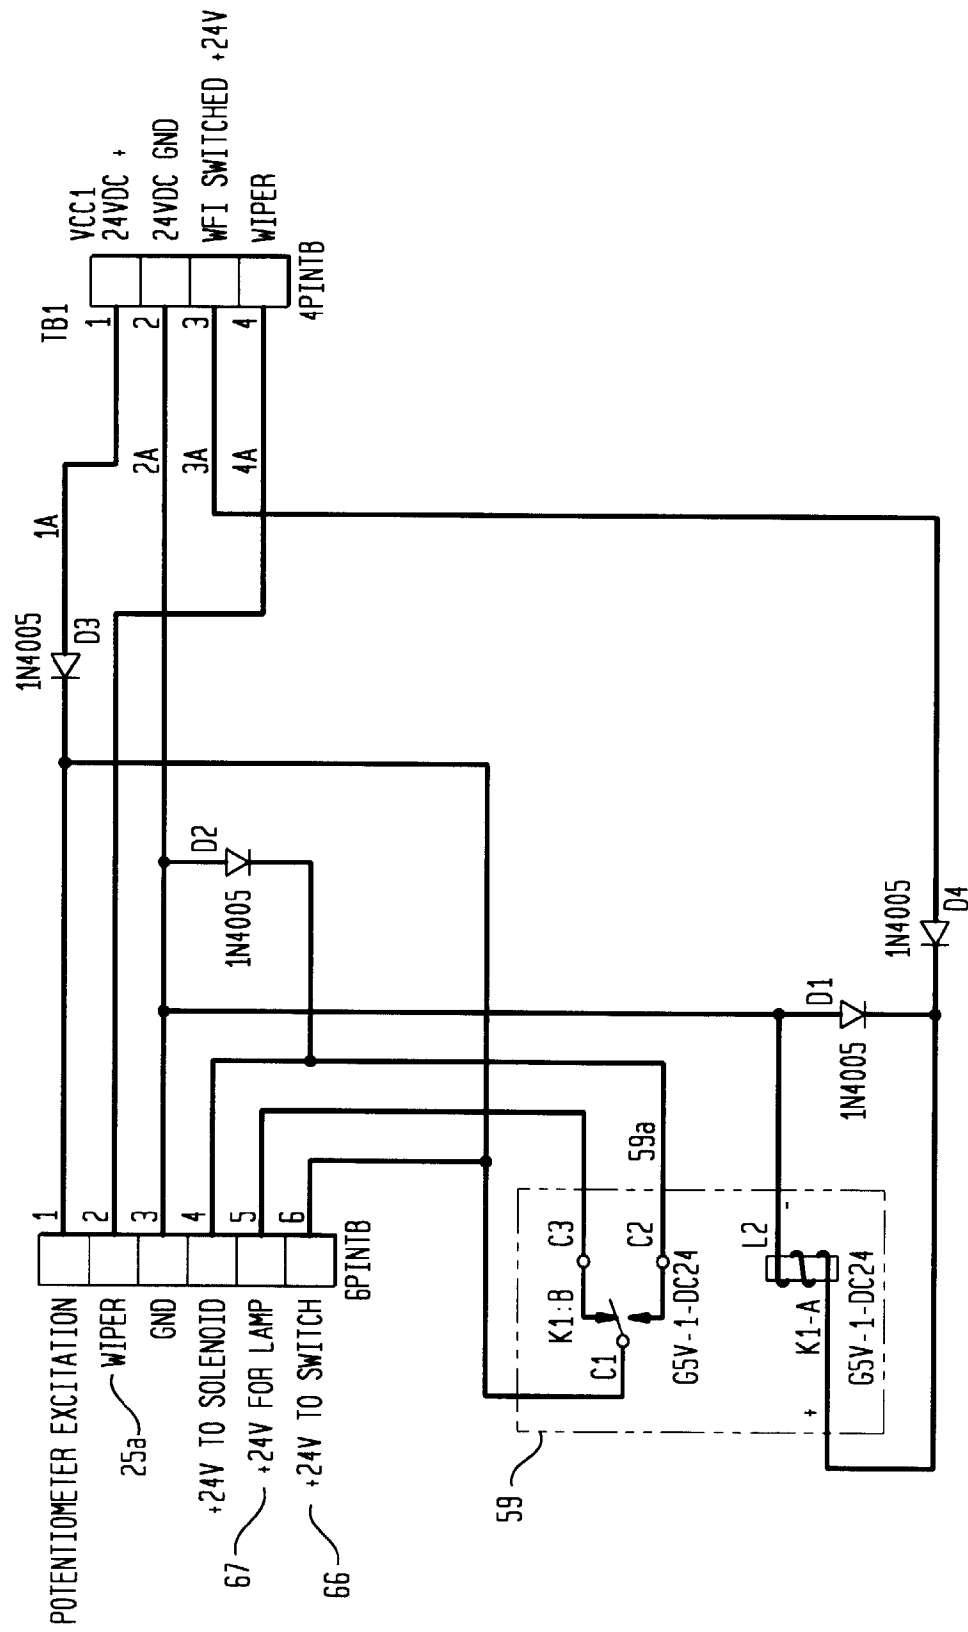 POTENTIOMETER EXCITATION
WIPER
25a
GND
+24V TO SOLENOID
+24V FOR LAMP
67
+24V TO SWITCH
66
1
2
3
4
5
6
6PINTB
1N4005
D3
1A
TB1
VCC1
24VDC +
24VDC GND
WFI SWITCHED +24V
WIPER
1
2
3
4
4PINTB
2A
3A
4A
D2
1N4005
59
K1:B
C3
C1
C2
59a
G5V-1-DC24
L2
-
+
K1-A
G5V-1-DC24
D1
1N4005
1N4005
D4